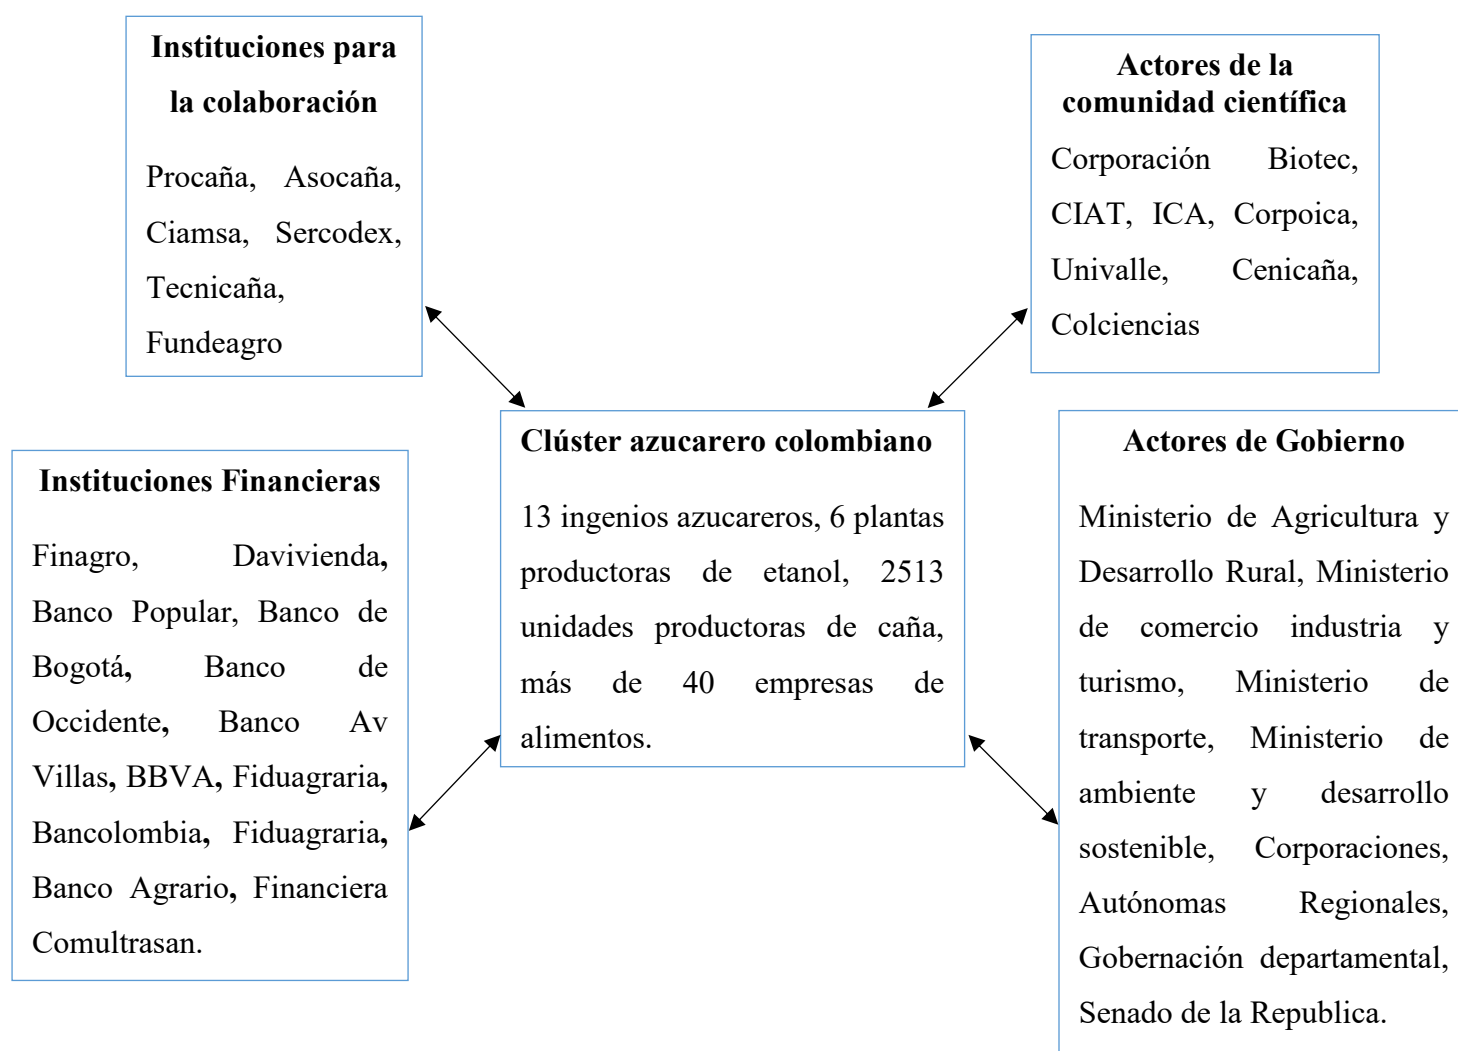 Instituciones para
la colaboración
Procaña, Asocaña,
Ciamsa, Sercodex,
Tecnicaña,
Fundeagro
Actores de la
comunidad científica
Corporación Biotec,
CIAT, ICA, Corpoica,
Univalle, Cenicaña,
Colciencias
Clúster azucarero colombiano
13 ingenios azucareros, 6 plantas
productoras de etanol, 2513
unidades productoras de caña,
más de 40 empresas de
alimentos.
Instituciones Financieras
Finagro, Davivienda,
Banco Popular, Banco de
Bogotá, Banco de
Occidente, Banco Av
Villas, BBVA, Fiduagraria,
Bancolombia, Fiduagraria,
Banco Agrario, Financiera
Comultrasan.
Actores de Gobierno
Ministerio de Agricultura y
Desarrollo Rural, Ministerio
de comercio industria y
turismo, Ministerio de
transporte, Ministerio de
ambiente y desarrollo
sostenible, Corporaciones,
Autónomas Regionales,
Gobernación departamental,
Senado de la Republica.